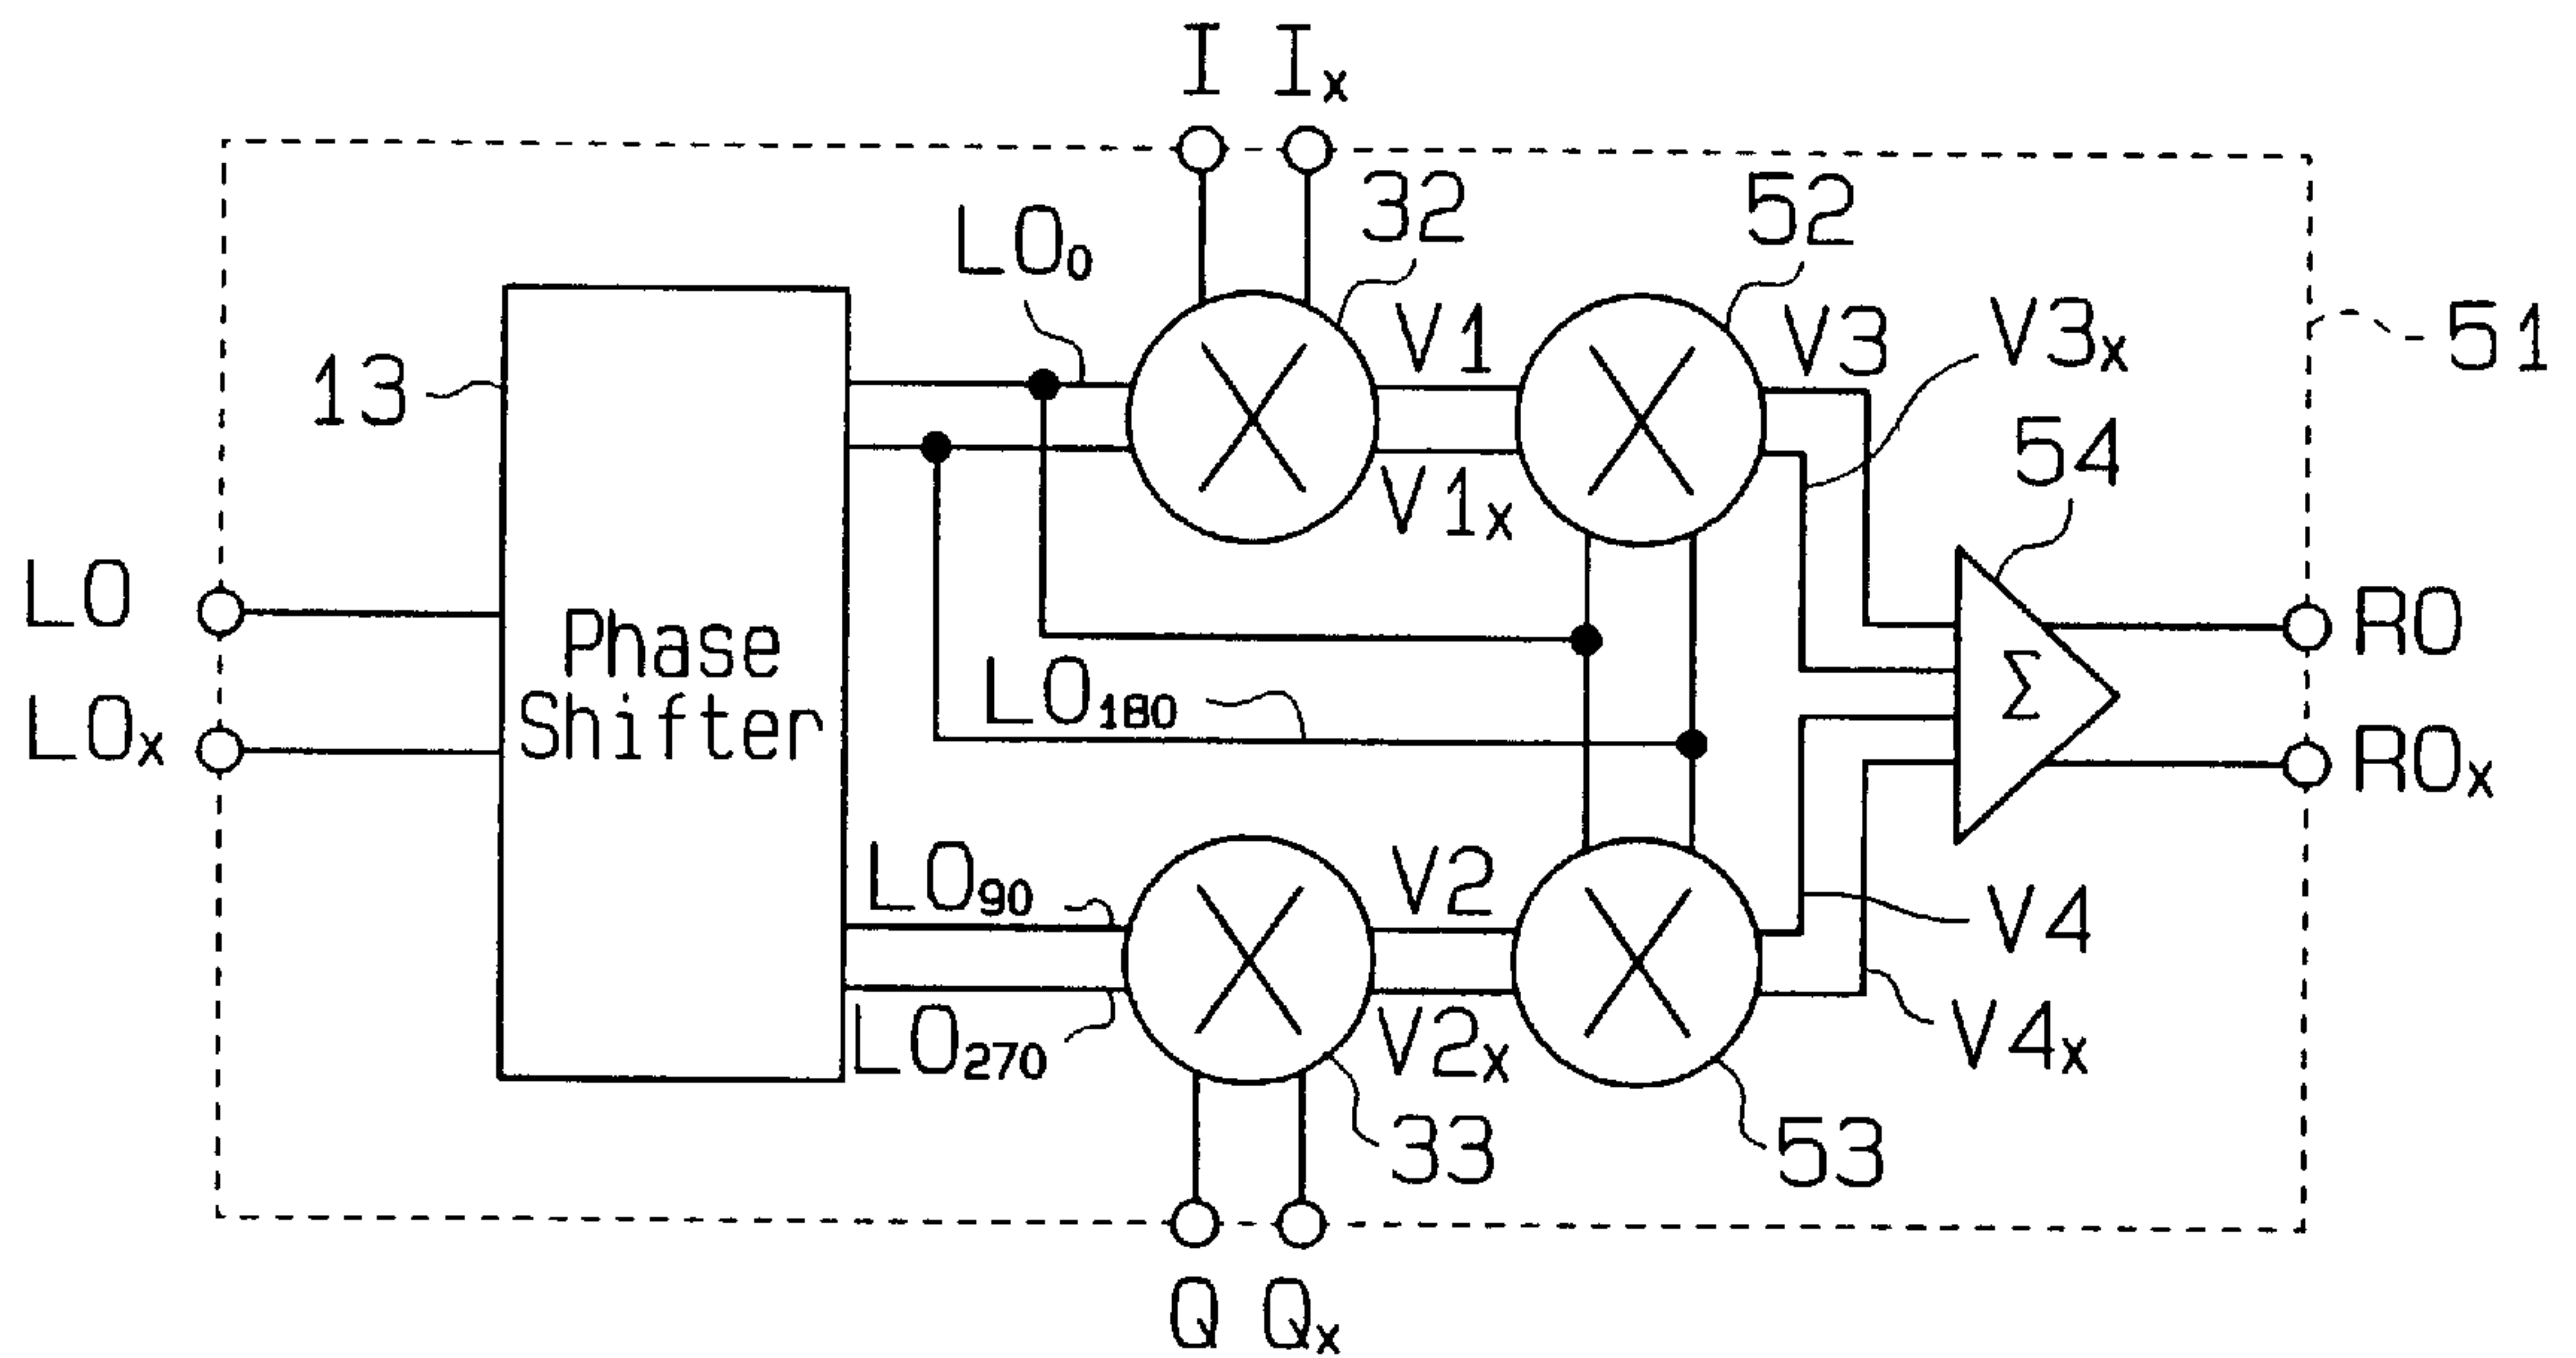 I Ix
32
52
LO0
V1
V3
V3x
51
13
54
V1x
LO
Phase
Shifter
LO180
Σ
RO
LOx
ROx
LO90
V2
V4
LO270
V2x
V4x
33
53
Q Qx